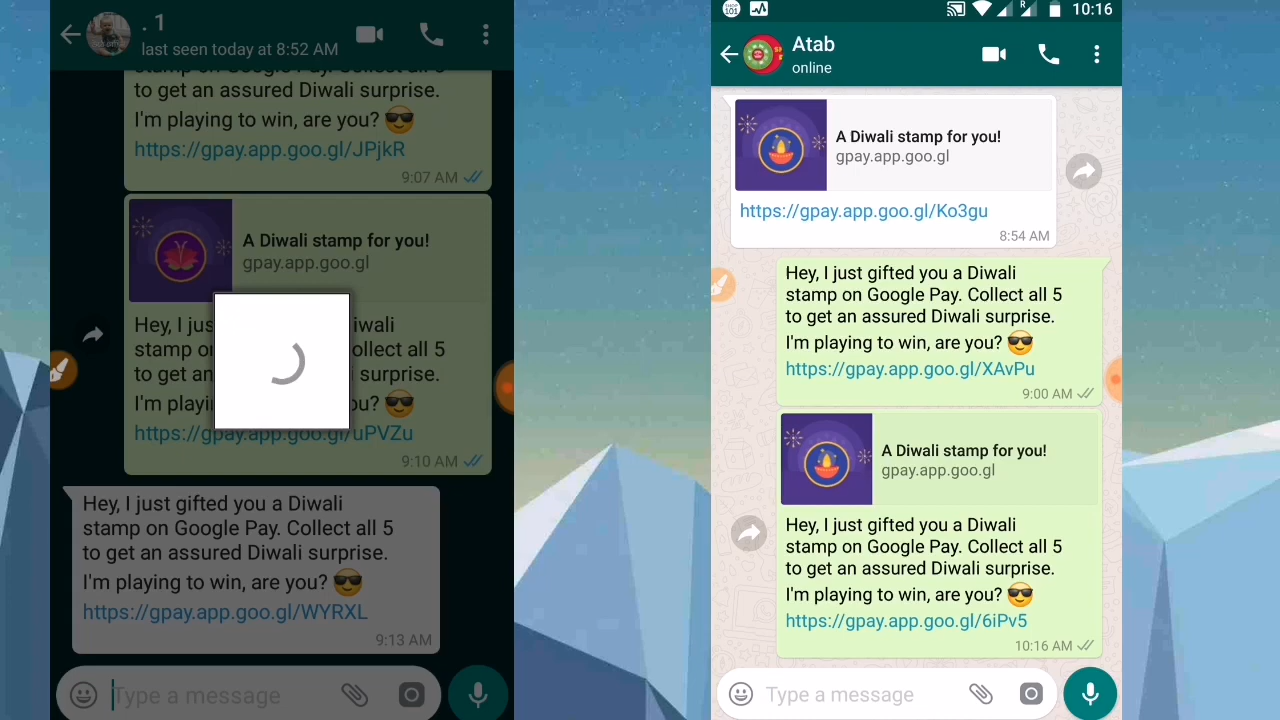 . 1
last seen today at 8:52 AM
stamp on Google Pay. Collect all 5
to get an assured Diwali surprise.
I'm playing to win, are you? 😎
https://gpay.app.goo.gl/JPjkR
9:07 AM
A Diwali stamp for you!
gpay.app.goo.gl
Hey, I jus iwali
stamp o ollect all 5
to get an surprise.
I'm playi ou? 😎
https://gpay.app.goo.gl/uPVZu
9:10 AM
Hey, I just gifted you a Diwali
stamp on Google Pay. Collect all 5
to get an assured Diwali surprise.
I'm playing to win, are you? 😎
https://gpay.app.goo.gl/WYRXL
9:13 AM
Type a message
101
R
10:16
Atab
online
A Diwali stamp for you!
gpay.app.goo.gl
https://gpay.app.goo.gl/Ko3gu
8:54 AM
Hey, I just gifted you a Diwali
stamp on Google Pay. Collect all 5
to get an assured Diwali surprise.
I'm playing to win, are you? 😎
https://gpay.app.goo.gl/XAvPu
9:00 AM
A Diwali stamp for you!
gpay.app.goo.gl
Hey, I just gifted you a Diwali
stamp on Google Pay. Collect all 5
to get an assured Diwali surprise.
I'm playing to win, are you? 😎
https://gpay.app.goo.gl/6iPv5
10:16 AM
Type a message